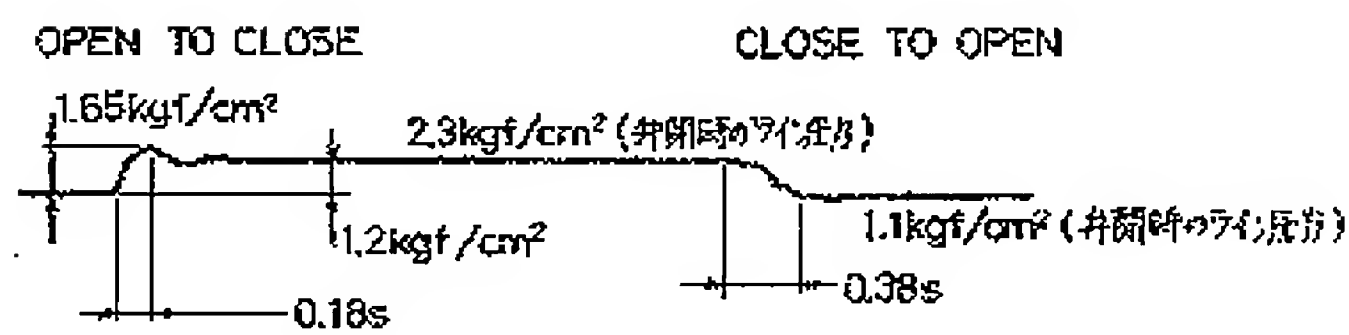 OPEN TO CLOSE
CLOSE TO OPEN
1.65kgf/cm²
2.3kgf/cm² (弁閉時のライン圧力)
1.2kgf/cm²
1.1kgf/cm² (弁開時のライン圧力)
0.38s
0.18s